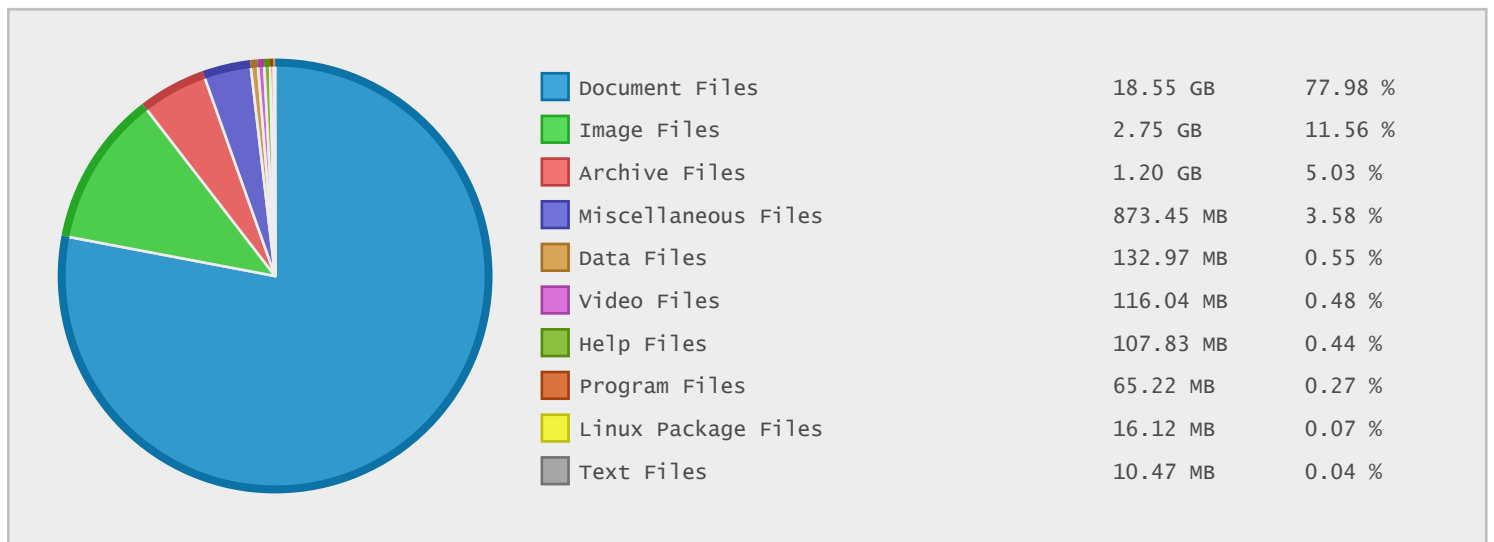 Document Files 18.55 GB 77.98 %
Image Files 2.75 GB 11.56 %
Archive Files 1.20 GB 5.03 %
Miscellaneous Files 873.45 MB 3.58 %
Data Files 132.97 MB 0.55 %
Video Files 116.04 MB 0.48 %
Help Files 107.83 MB 0.44 %
Program Files 65.22 MB 0.27 %
Linux Package Files 16.12 MB 0.07 %
Text Files 10.47 MB 0.04 %